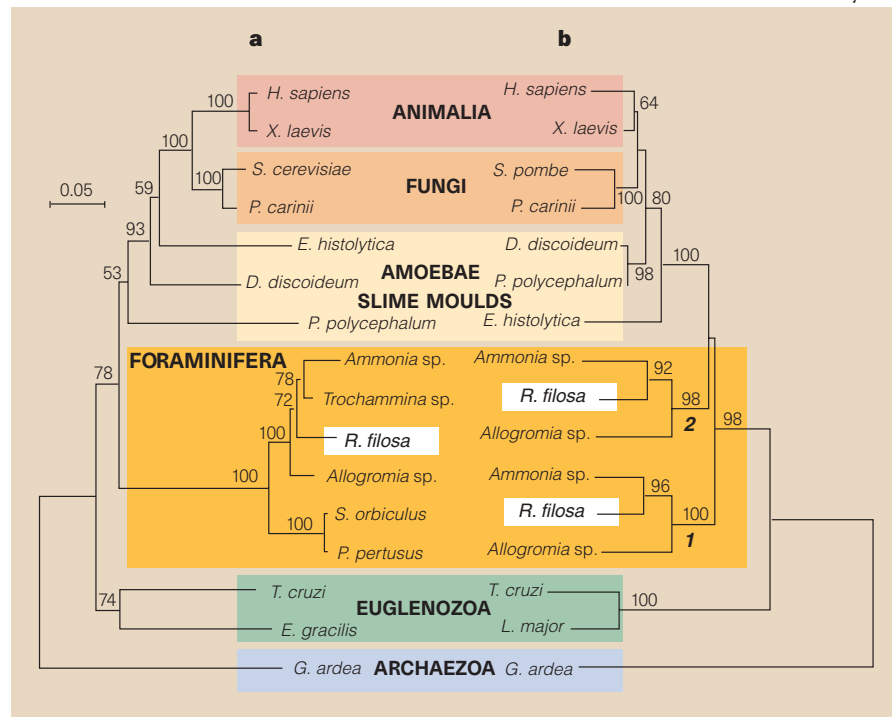 a b
H. sapiens H. sapiens
100 64
ANIMALIA
X. laevis X. laevis
100
S. cerevisiae S. pombe
100 FUNGI
0.05 59 100 80
P. carinii P. carinii
93 E. histolytica D. discoideum 100
53 AMOEBAE
D. discoideum P. polycephalum 98
SLIME MOULDS
P. polycephalum E. histolytica
FORAMINIFERA Ammonia sp. Ammonia sp.
78 78 92
72 Trochammina sp. R. filosa 98
100 R. filosa Allogromia sp. 2 98
100 Allogromia sp. Ammonia sp.
96
S. orbiculus R. filosa 100
100 1
P. pertusus Allogromia sp.
T. cruzi T. cruzi
74 EUGLENOZOA 100
E. gracilis L. major
G. ardea ARCHAEZOA G. ardea